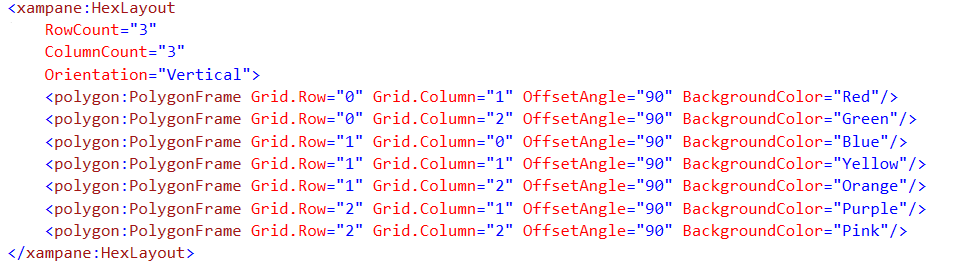 <xampane:HexLayout
    RowCount="3"
    ColumnCount="3"
    Orientation="Vertical">
    <polygon:PolygonFrame Grid.Row="0" Grid.Column="1" OffsetAngle="90" BackgroundColor="Red"/>
    <polygon:PolygonFrame Grid.Row="0" Grid.Column="2" OffsetAngle="90" BackgroundColor="Green"/>
    <polygon:PolygonFrame Grid.Row="1" Grid.Column="0" OffsetAngle="90" BackgroundColor="Blue"/>
    <polygon:PolygonFrame Grid.Row="1" Grid.Column="1" OffsetAngle="90" BackgroundColor="Yellow"/>
    <polygon:PolygonFrame Grid.Row="1" Grid.Column="2" OffsetAngle="90" BackgroundColor="Orange"/>
    <polygon:PolygonFrame Grid.Row="2" Grid.Column="1" OffsetAngle="90" BackgroundColor="Purple"/>
    <polygon:PolygonFrame Grid.Row="2" Grid.Column="2" OffsetAngle="90" BackgroundColor="Pink"/>
</xampane:HexLayout>